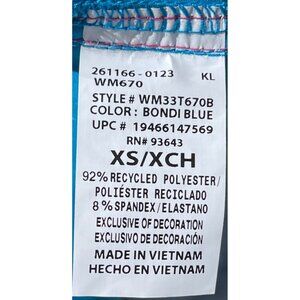 261166-0123 KL
WM670
STYLE # WM33T670B
COLOR : BONDI BLUE
UPC # 19466147569
RN# 93643
XS/XCH
92% RECYCLED POLYESTER/
POLIÉSTER RECICLADO
8% SPANDEX/ELASTANO
EXCLUSIVE OF DECORATION
EXCLUSIVO DE DECORACIÓN
MADE IN VIETNAM
HECHO EN VIETNAM